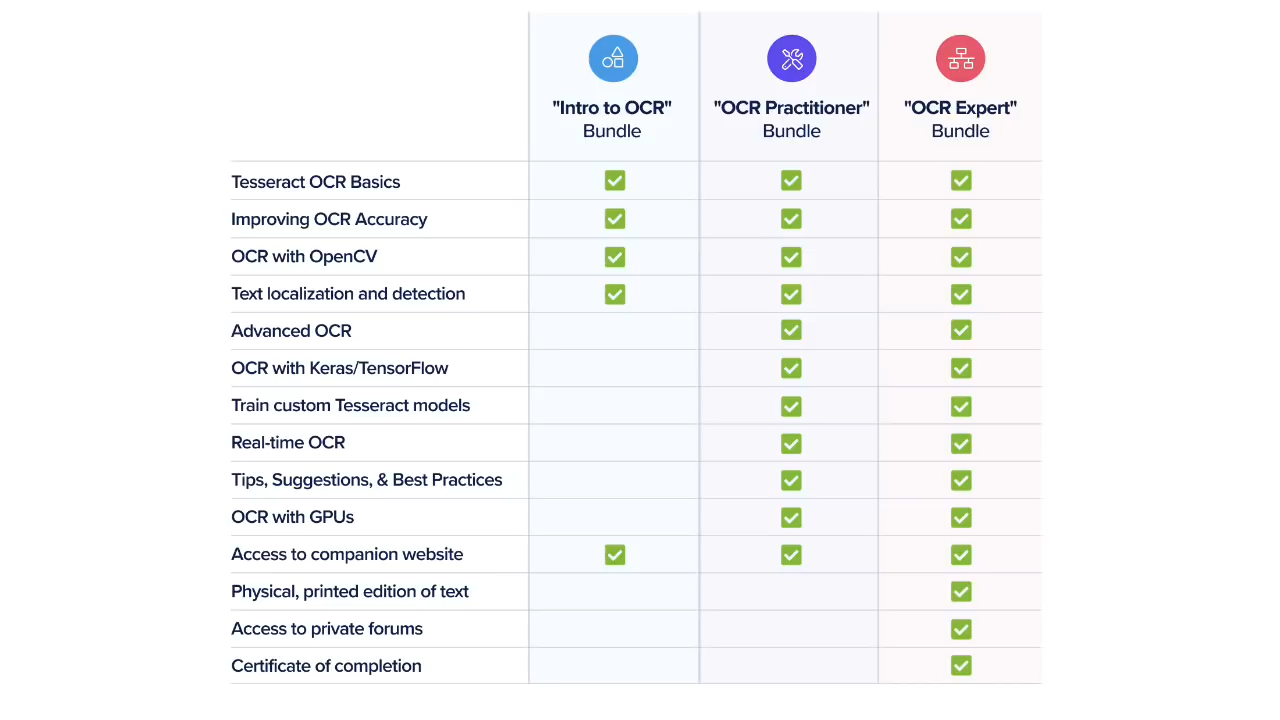 "Intro to OCR" Bundle
"OCR Practitioner" Bundle
"OCR Expert" Bundle
Tesseract OCR Basics ✅ ✅ ✅
Improving OCR Accuracy ✅ ✅ ✅
OCR with OpenCV ✅ ✅ ✅
Text localization and detection ✅ ✅ ✅
Advanced OCR ✅ ✅
OCR with Keras/TensorFlow ✅ ✅
Train custom Tesseract models ✅ ✅
Real-time OCR ✅ ✅
Tips, Suggestions, & Best Practices ✅ ✅
OCR with GPUs ✅ ✅
Access to companion website ✅ ✅ ✅
Physical, printed edition of text ✅
Access to private forums ✅
Certificate of completion ✅